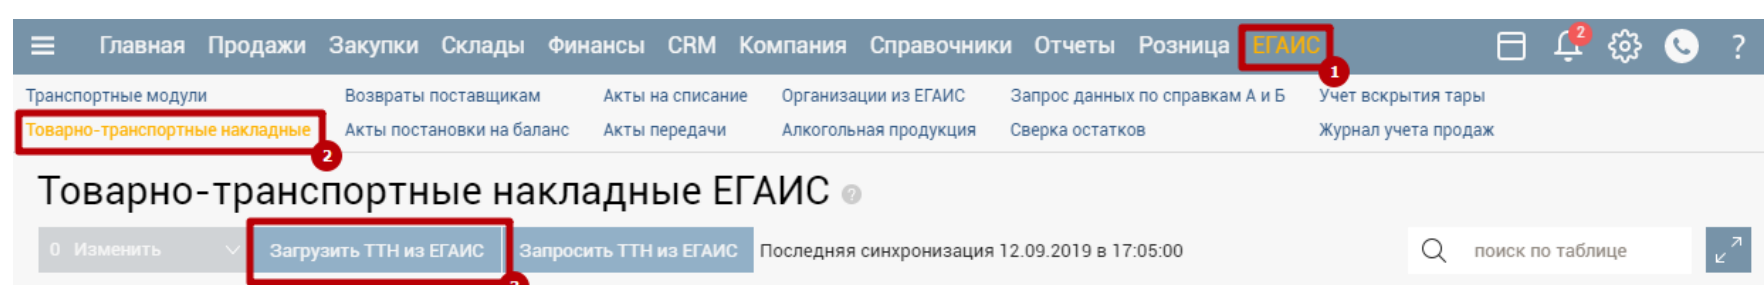 Главная Продажи Закупки Склады Финансы CRM Компания Справочники Отчеты Розница ЕГАИС 2 ?
1
Транспортные модули Возвраты поставщикам Акты на списание Организации из ЕГАИС Запрос данных по справкам А и Б Учет вскрытия тары
Товарно-транспортные накладные Акты постановки на баланс Акты передачи Алкогольная продукция Сверка остатков Журнал учета продаж
2
Товарно-транспортные накладные ЕГАИС ?
0 Изменить Загрузить ТТН из ЕГАИС Запросить ТТН из ЕГАИС Последняя синхронизация 12.09.2019 в 17:05:00 поиск по таблице
3